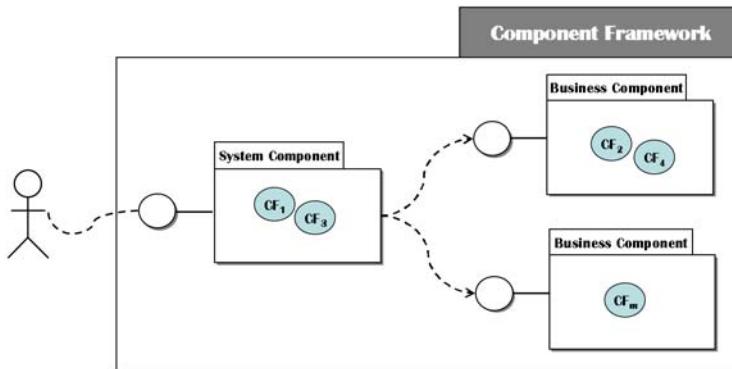 Component Framework
Business Component
CF2
CF4
System Component
CF1
CF3
Business Component
CFm